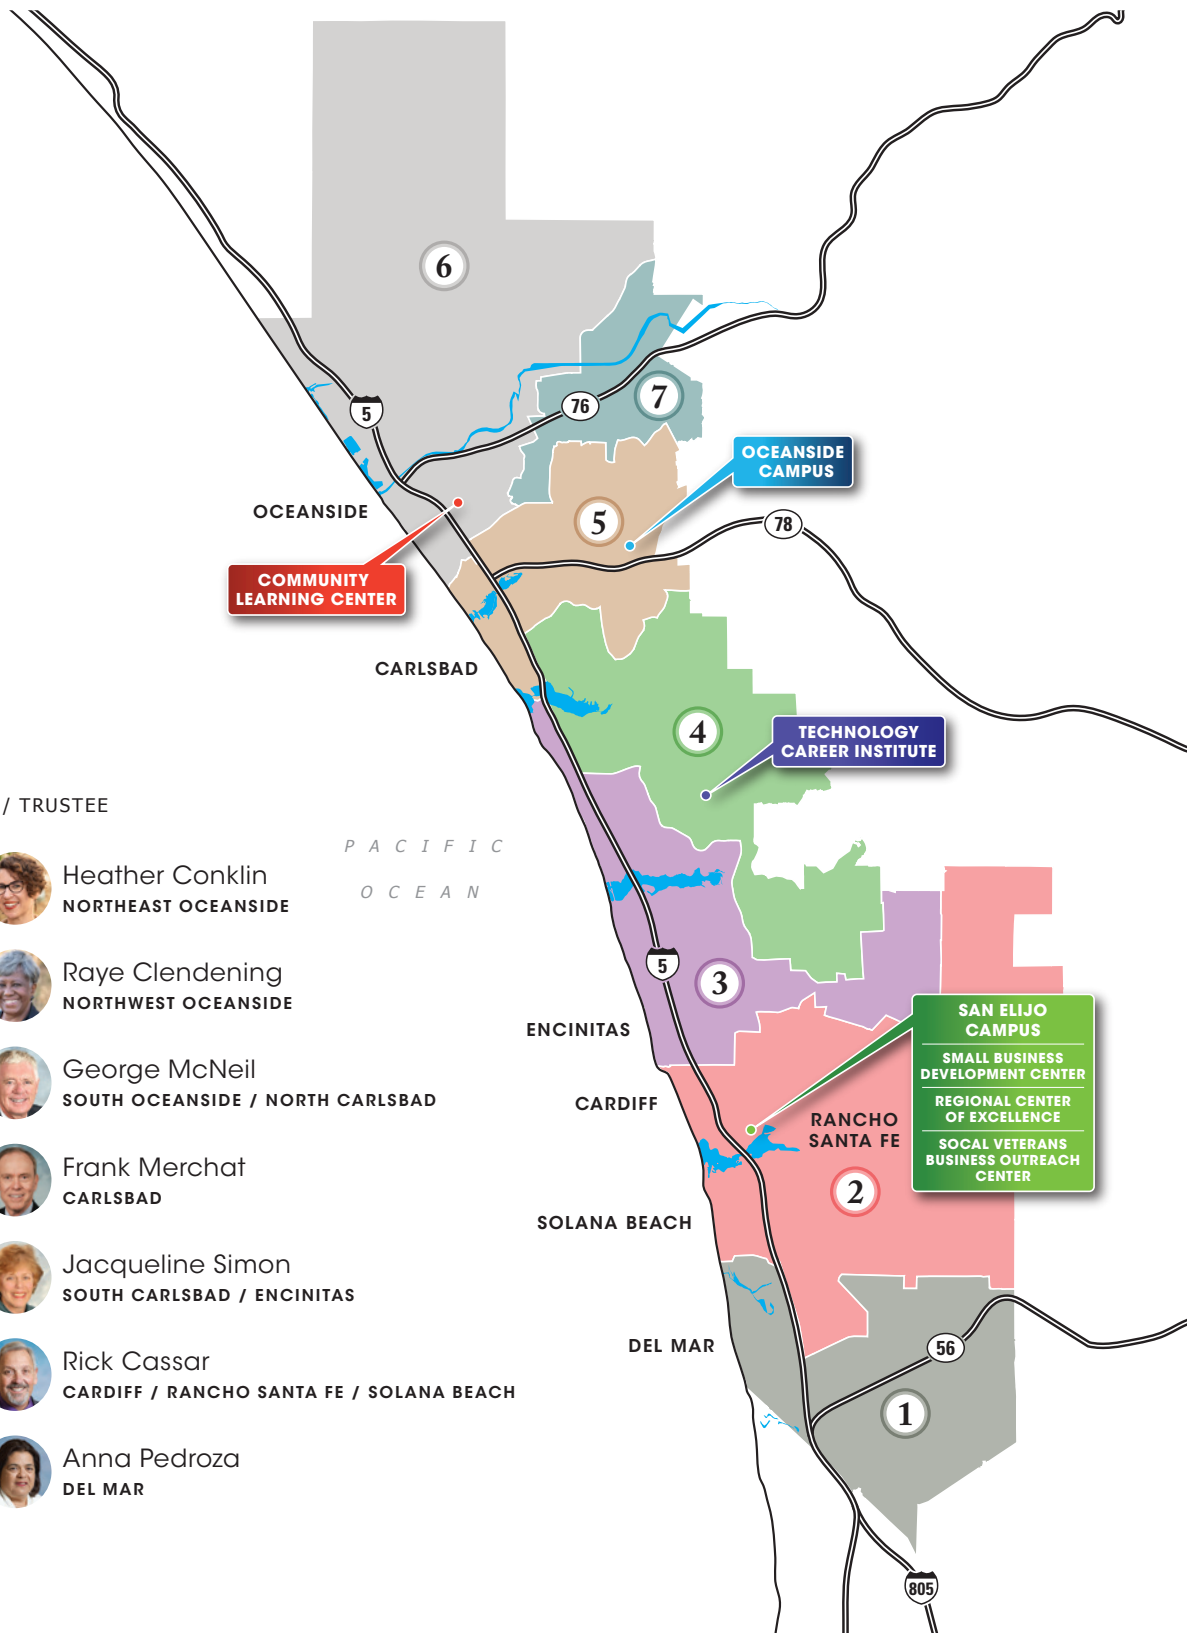 6
7
5
76
OCEANSIDE
CAMPUS
5
78
OCEANSIDE
COMMUNITY
LEARNING CENTER
CARLSBAD
4
TECHNOLOGY
CAREER INSTITUTE
/ TRUSTEE
PACIFIC
OCEAN
Heather Conklin
NORTHEAST OCEANSIDE
Raye Clendening
NORTHWEST OCEANSIDE
George McNeil
SOUTH OCEANSIDE / NORTH CARLSBAD
Frank Merchat
CARLSBAD
Jacqueline Simon
SOUTH CARLSBAD / ENCINITAS
Rick Cassar
CARDIFF / RANCHO SANTA FE / SOLANA BEACH
Anna Pedroza
DEL MAR
5
3
ENCINITAS
SAN ELIJO
CAMPUS
SMALL BUSINESS
DEVELOPMENT CENTER
REGIONAL CENTER
OF EXCELLENCE
SOCAL VETERANS
BUSINESS OUTREACH
CENTER
CARDIFF
RANCHO
SANTA FE
2
SOLANA BEACH
DEL MAR
56
1
805